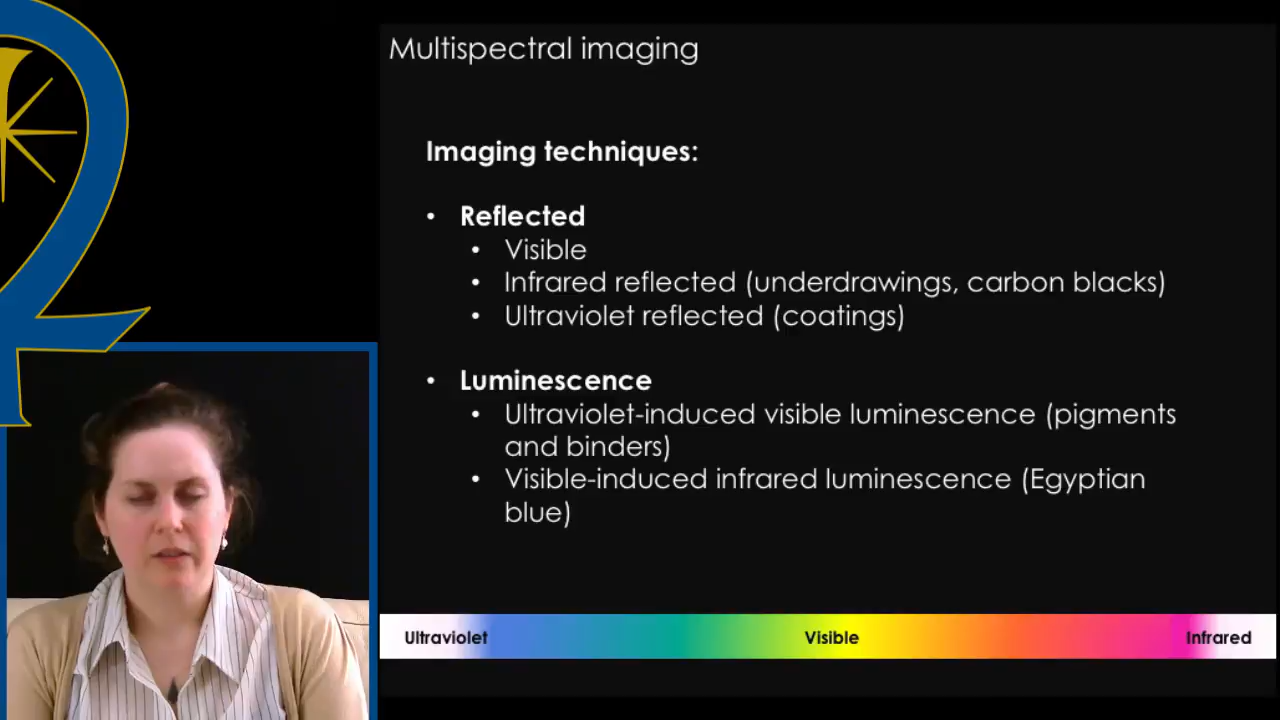 Multispectral imaging
Imaging techniques:
• Reflected
• Visible
• Infrared reflected (underdrawings, carbon blacks)
• Ultraviolet reflected (coatings)
• Luminescence
• Ultraviolet-induced visible luminescence (pigments
and binders)
• Visible-induced infrared luminescence (Egyptian
blue)
Ultraviolet Visible Infrared